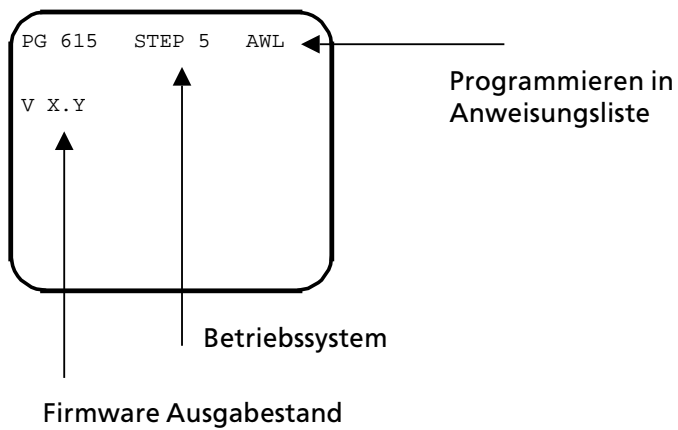 PG 615 STEP 5 AWL
V X.Y
Programmieren in
Anweisungsliste
Betriebssystem
Firmware Ausgabestand